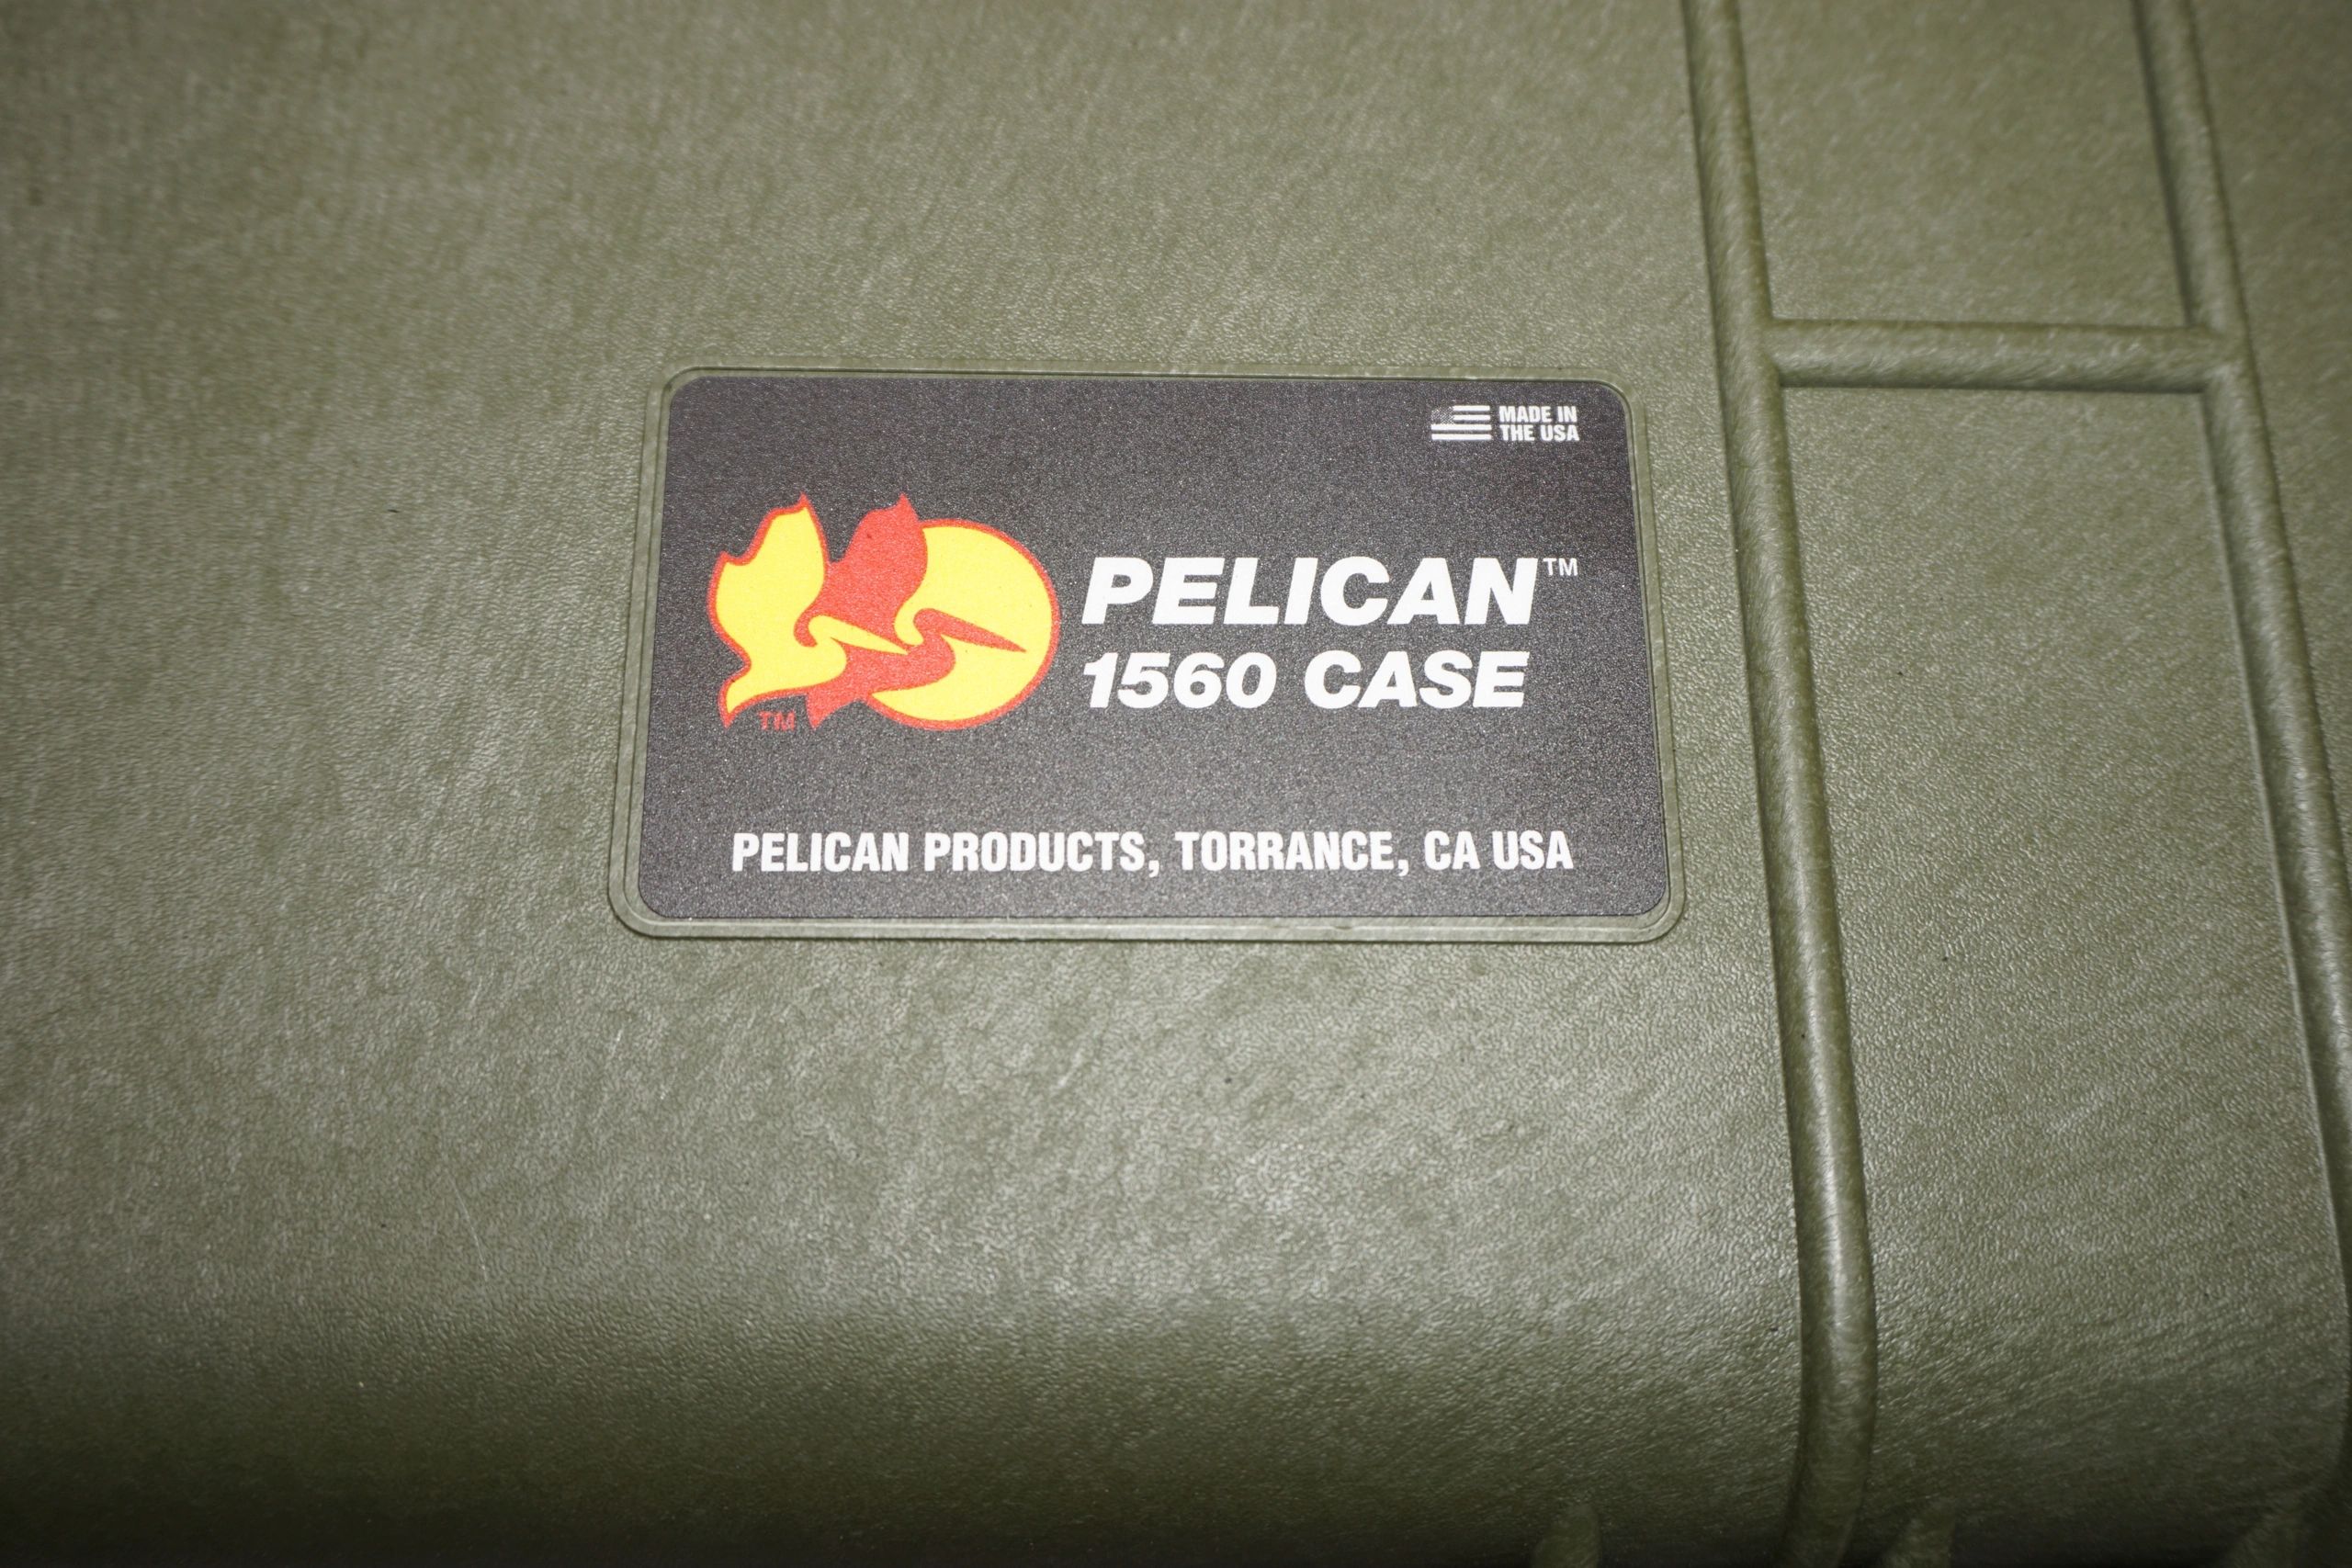 MADE IN
THE USA
PELICAN™
1560 CASE
TM
PELICAN PRODUCTS, TORRANCE, CA USA